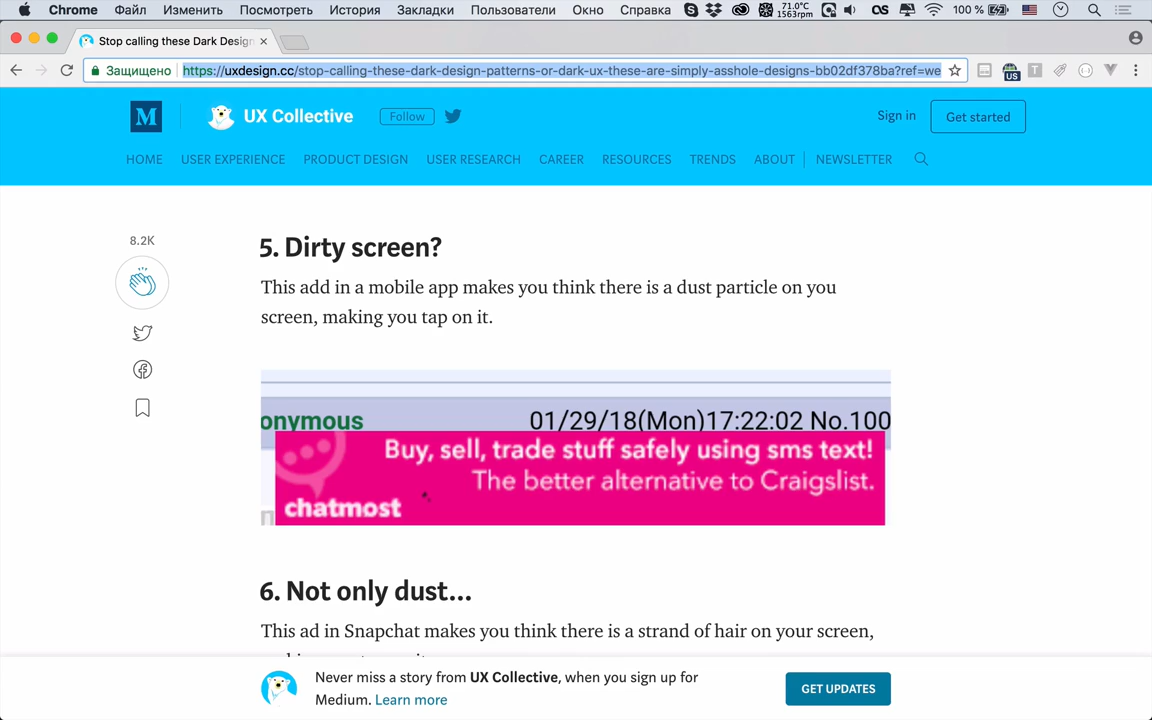 Chrome Файл Изменить Посмотреть История Закладки Пользователи Окно Справка 71.0°C 1563rpm 100 %
Stop calling these Dark Design
Защищено https://uxdesign.cc/stop-calling-these-dark-design-patterns-or-dark-ux-these-are-simply-asshole-designs-bb02df378ba?ref=we
M UX Collective Follow Sign in Get started
HOME USER EXPERIENCE PRODUCT DESIGN USER RESEARCH CAREER RESOURCES TRENDS ABOUT NEWSLETTER
8.2K
5. Dirty screen?
This add in a mobile app makes you think there is a dust particle on you
screen, making you tap on it.
onymous 01/29/18(Mon)17:22:02 No.100
Buy, sell, trade stuff safely using sms text!
The better alternative to Craigslist.
chatmost
6. Not only dust...
This ad in Snapchat makes you think there is a strand of hair on your screen,
Never miss a story from UX Collective, when you sign up for
Medium. Learn more
GET UPDATES